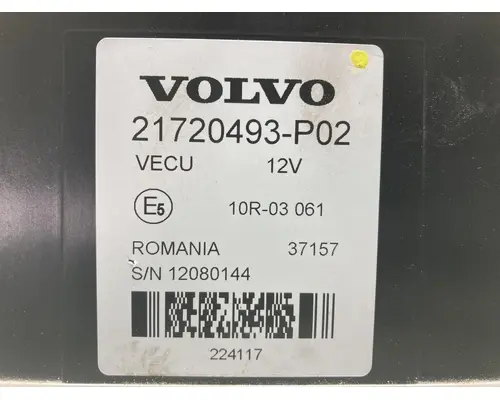 VOLVO
21720493-P02
VECU 12V
E5 10R-03 061
ROMANIA 37157
S/N 12080144
224117